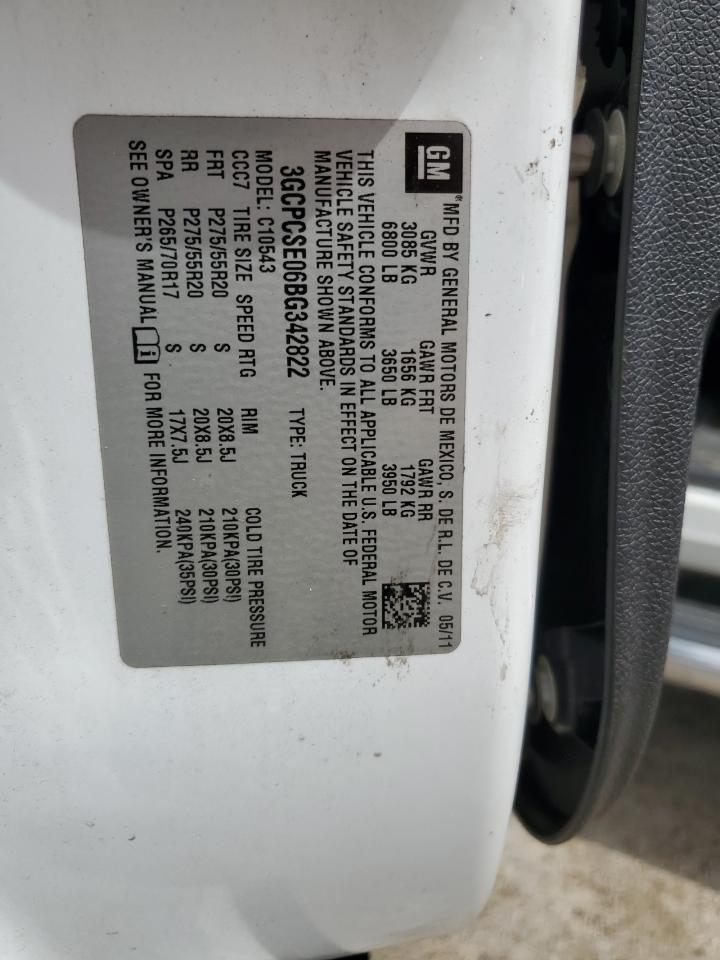 GM
® MFD BY GENERAL MOTORS DE MEXICO, S. DE R.L. DE C.V. 05/11
GVWR GAWR FRT GAWR RR
3085 KG 1656 KG 1792 KG
6800 LB 3650 LB 3950 LB
THIS VEHICLE CONFORMS TO ALL APPLICABLE U.S. FEDERAL MOTOR
VEHICLE SAFETY STANDARDS IN EFFECT ON THE DATE OF
MANUFACTURE SHOWN ABOVE.
3GCPCSE06BG342822 TYPE: TRUCK
MODEL: C10543
CCC7 TIRE SIZE SPEED RTG RIM COLD TIRE PRESSURE
FRT P275/55R20 S 20X8.5J 210KPA(30PSI)
RR P275/55R20 S 20X8.5J 210KPA(30PSI)
SPA P265/70R17 S 17X7.5J 240KPA(35PSI)
SEE OWNER'S MANUAL FOR MORE INFORMATION.